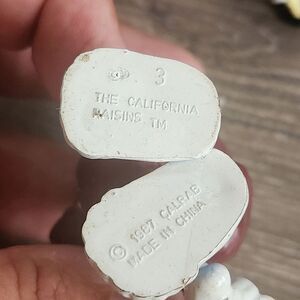 3
THE CALIFORNIA
RAISINS TM
© 1987 CALRAB
MADE IN CHINA